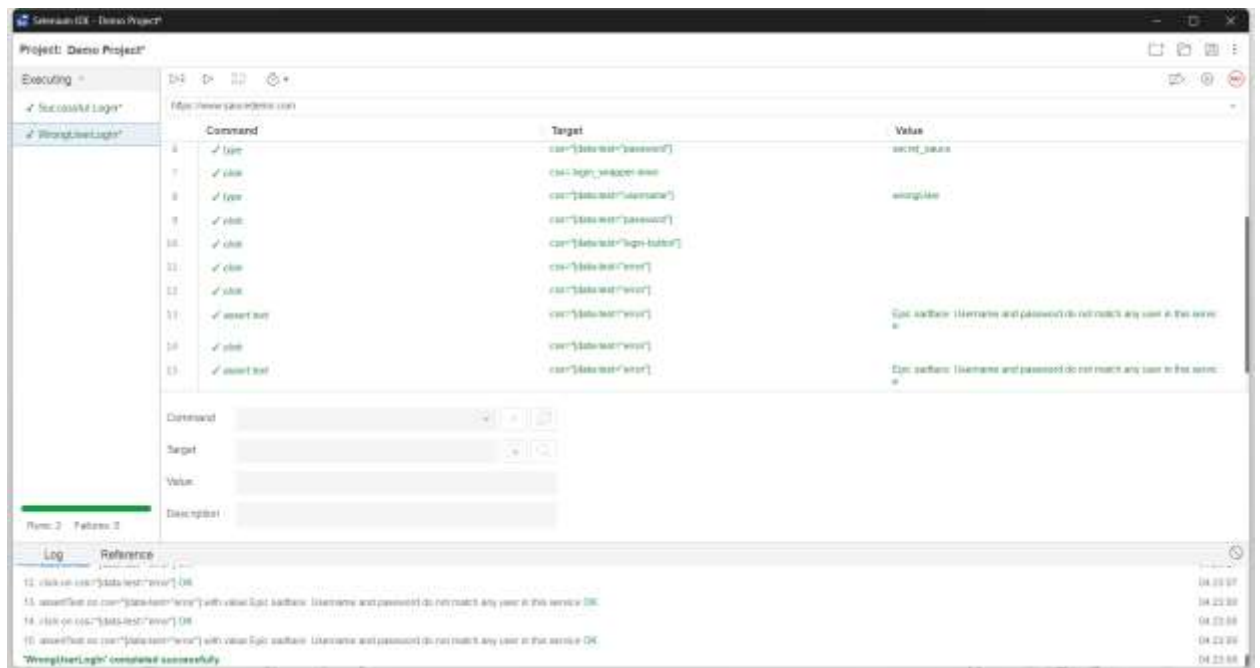 Selenium IDE - Demo Project*
Project: Demo Project*
Executing
✓ Successful Login*
✓ WrongUserLogin*
https://www.saucedemo.com
Command Target Value
6 ✓ type css=*[data-test="password"] secret_sauce
7 ✓ click css=.login_wrapper-inner
8 ✓ type css=*[data-test="username"]
9 ✓ click css=*[data-test="password"]
10 ✓ click css=*[data-test="login-button"]
11 ✓ click css=*[data-test="error"]
12 ✓ click css=*[data-test="error"]
13 ✓ assert text css=*[data-test="error"] Epic sadface: Username and password do not match any user in this servic
e
14 ✓ click css=*[data-test="error"]
15 ✓ assert text css=*[data-test="error"] Epic sadface: Username and password do not match any user in this servic
e
Command
Target
Value
Description
Runs: 2 Failures: 0
Log Reference
12. click on css=*[data-test="error"] OK
13. assertText on css=*[data-test="error"] with value Epic sadface: Username and password do not match any user in this service OK
14. click on css=*[data-test="error"] OK
15. assertText on css=*[data-test="error"] with value Epic sadface: Username and password do not match any user in this service OK
'WrongUserLogin' completed successfully